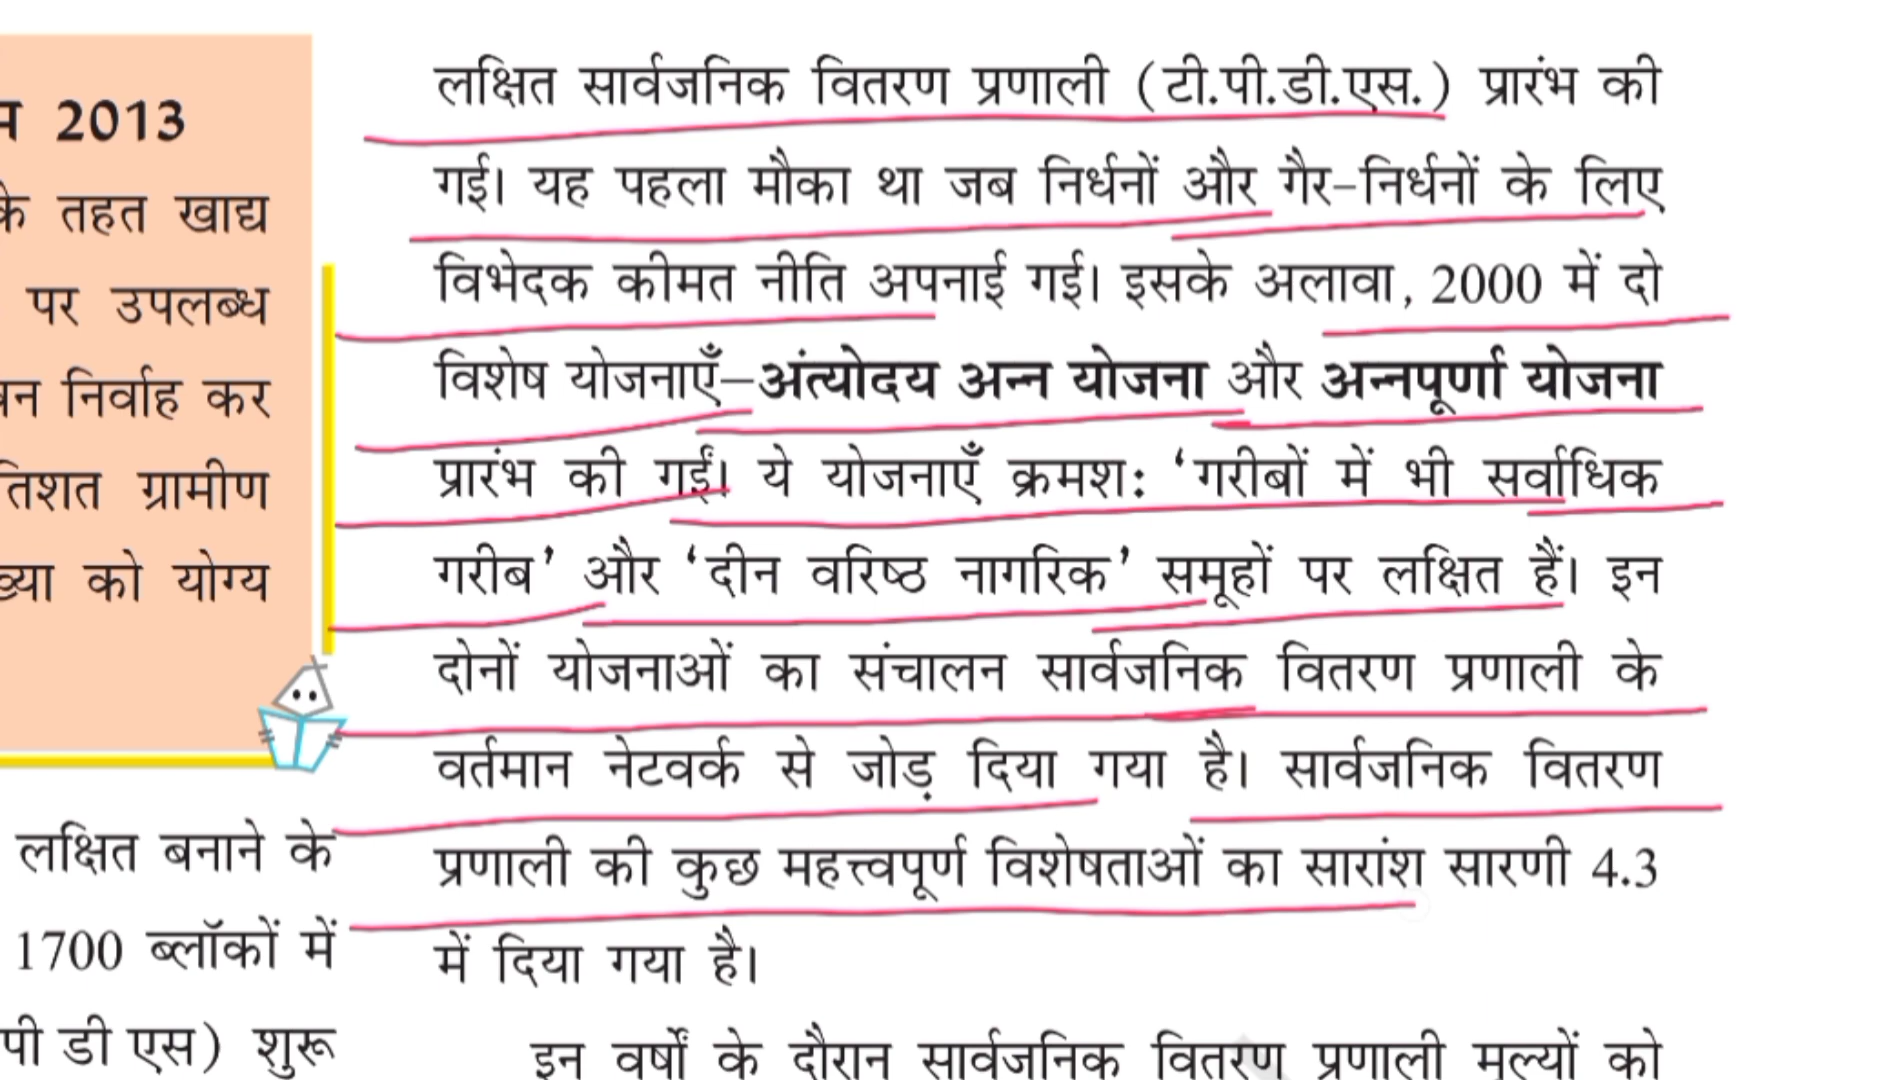 2013
के तहत खाद्य
पर उपलब्ध
निर्वाह कर
ग्रामीण
को योग्य
लक्षित बनाने के
1700 ब्लॉकों में
पी डी एस) शुरू
लक्षित सार्वजनिक वितरण प्रणाली (टी.पी.डी.एस.) प्रारंभ की
गई। यह पहला मौका था जब निर्धनों और गैर-निर्धनों के लिए
विभेदक कीमत नीति अपनाई गई। इसके अलावा, 2000 में दो
विशेष योजनाएँ–अंत्योदय अन्न योजना और अन्नपूर्णा योजना
प्रारंभ की गईं। ये योजनाएँ क्रमशः ‘गरीबों में भी सर्वाधिक
गरीब’ और ‘दीन वरिष्ठ नागरिक’ समूहों पर लक्षित हैं। इन
दोनों योजनाओं का संचालन सार्वजनिक वितरण प्रणाली के
वर्तमान नेटवर्क से जोड़ दिया गया है। सार्वजनिक वितरण
प्रणाली की कुछ महत्त्वपूर्ण विशेषताओं का सारांश सारणी 4.3
में दिया गया है।
इन वर्षों के दौरान सार्वजनिक वितरण प्रणाली मूल्यों को